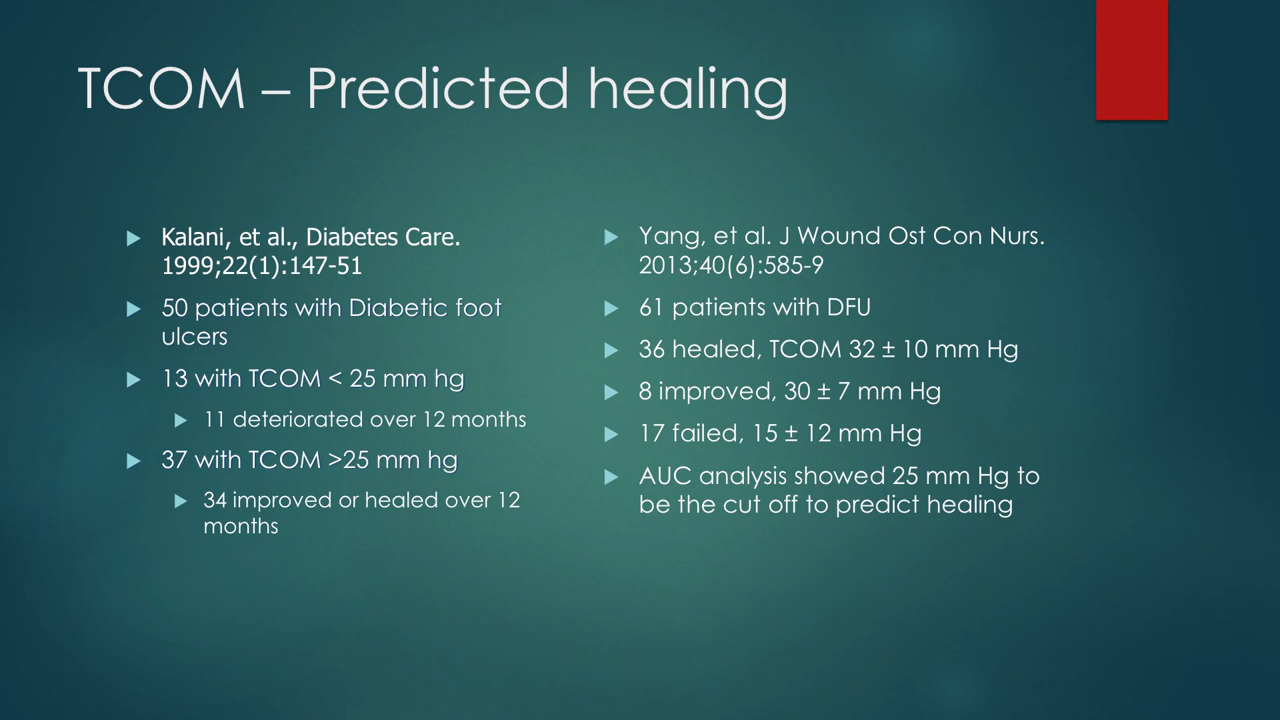 TCOM – Predicted healing
Kalani, et al., Diabetes Care.
1999;22(1):147-51
50 patients with Diabetic foot
ulcers
13 with TCOM < 25 mm hg
11 deteriorated over 12 months
37 with TCOM >25 mm hg
34 improved or healed over 12
months
Yang, et al. J Wound Ost Con Nurs.
2013;40(6):585-9
61 patients with DFU
36 healed, TCOM 32 ± 10 mm Hg
8 improved, 30 ± 7 mm Hg
17 failed, 15 ± 12 mm Hg
AUC analysis showed 25 mm Hg to
be the cut off to predict healing